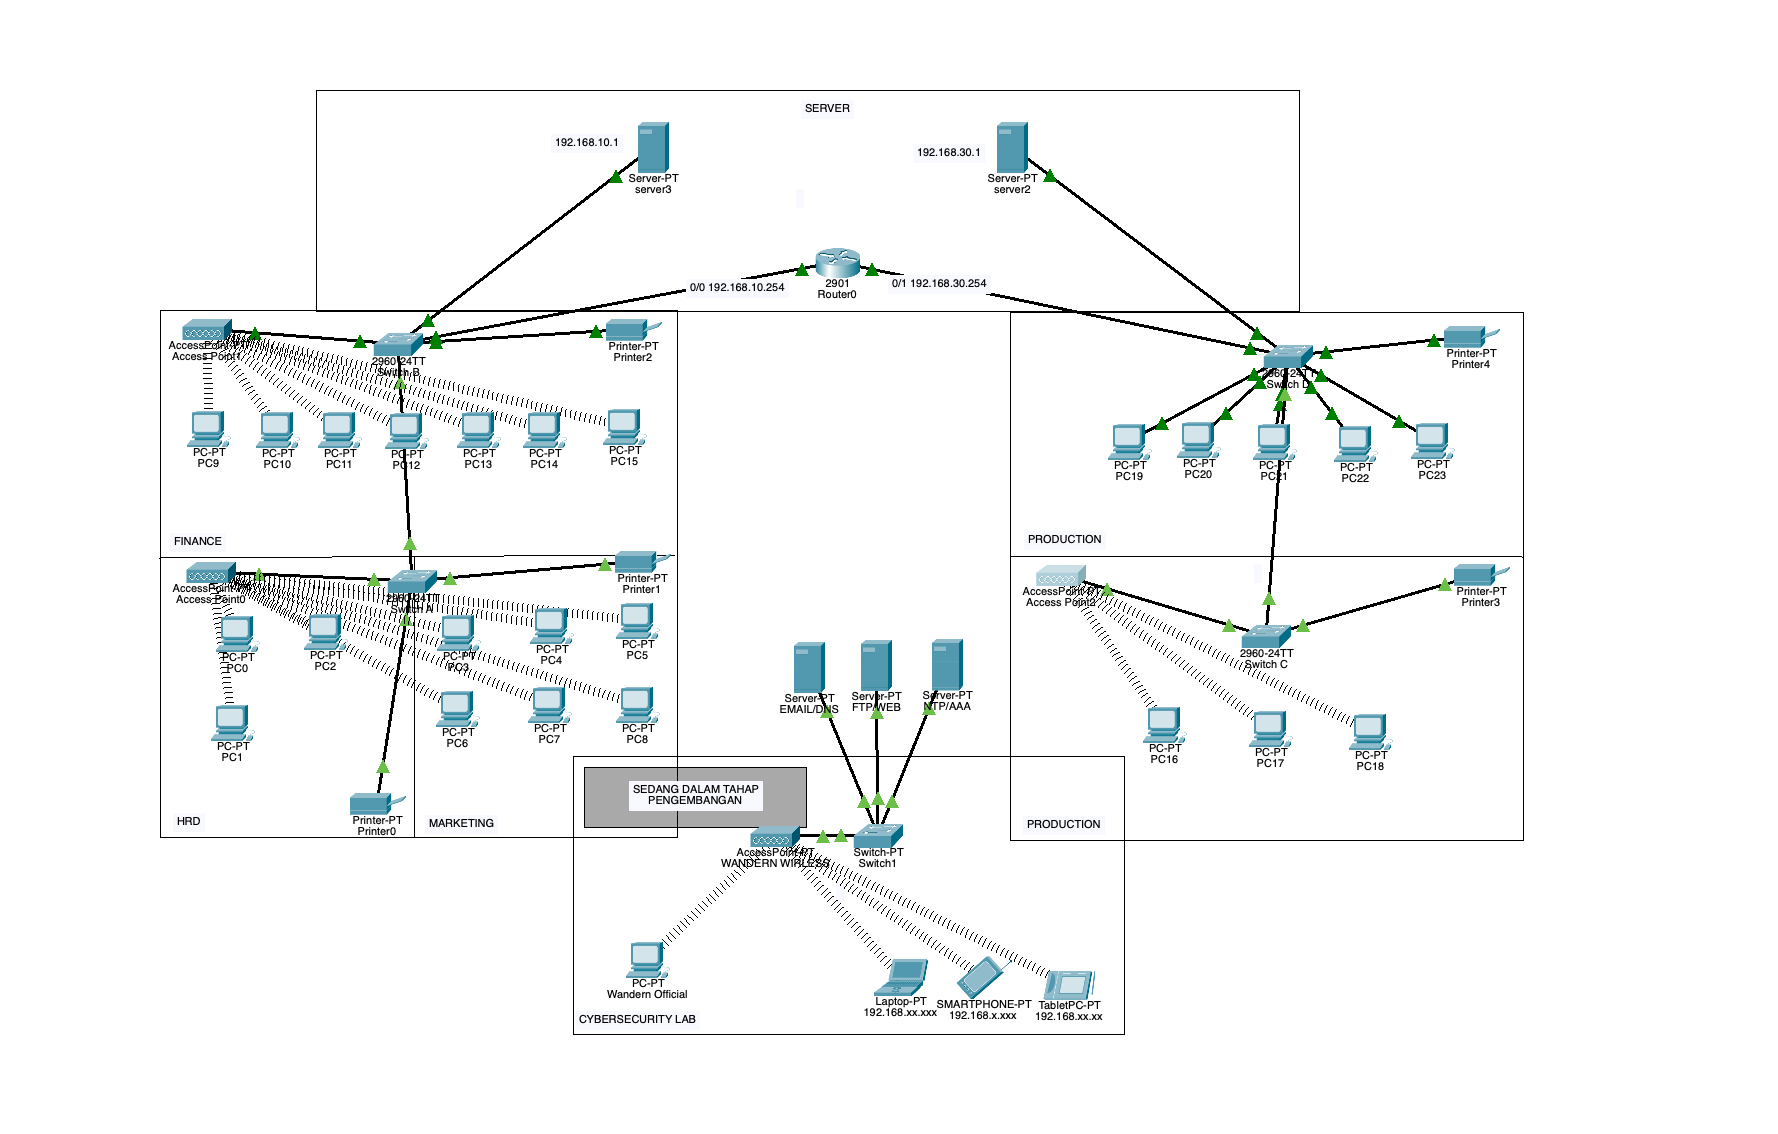 SERVER
192.168.10.1
Server-PT
server3
192.168.30.1
Server-PT
server2
2901
Router0
0/0 192.168.10.254
0/1 192.168.30.254
Access Point1
2960-24TT
Switch B
Printer-PT
Printer2
PC-PT
PC9
PC-PT
PC10
PC-PT
PC11
PC-PT
PC12
PC-PT
PC13
PC-PT
PC14
PC-PT
PC15
FINANCE
2960-24TT
Switch D
Printer-PT
Printer4
PC-PT
PC19
PC-PT
PC20
PC-PT
PC21
PC-PT
PC22
PC-PT
PC23
PRODUCTION
AccessPoint-PT
Access Point0
2960-24TT
Switch A
Printer-PT
Printer1
PC-PT
PC0
PC-PT
PC2
PC-PT
PC3
PC-PT
PC4
PC-PT
PC5
PC-PT
PC1
PC-PT
PC6
PC-PT
PC7
PC-PT
PC8
Printer-PT
Printer0
HRD
MARKETING
AccessPoint-PT
Access Point2
2960-24TT
Switch C
Printer-PT
Printer3
PC-PT
PC16
PC-PT
PC17
PC-PT
PC18
PRODUCTION
Server-PT
EMAIL/DNS
Server-PT
FTP/WEB
Server-PT
NTP/AAA
SEDANG DALAM TAHAP
PENGEMBANGAN
AccessPoint-PT
WANDERN WIRLESS
Switch-PT
Switch1
PC-PT
Wandern Official
Laptop-PT
192.168.xx.xxx
SMARTPHONE-PT
192.168.x.xxx
TabletPC-PT
192.168.xx.xx
CYBERSECURITY LAB